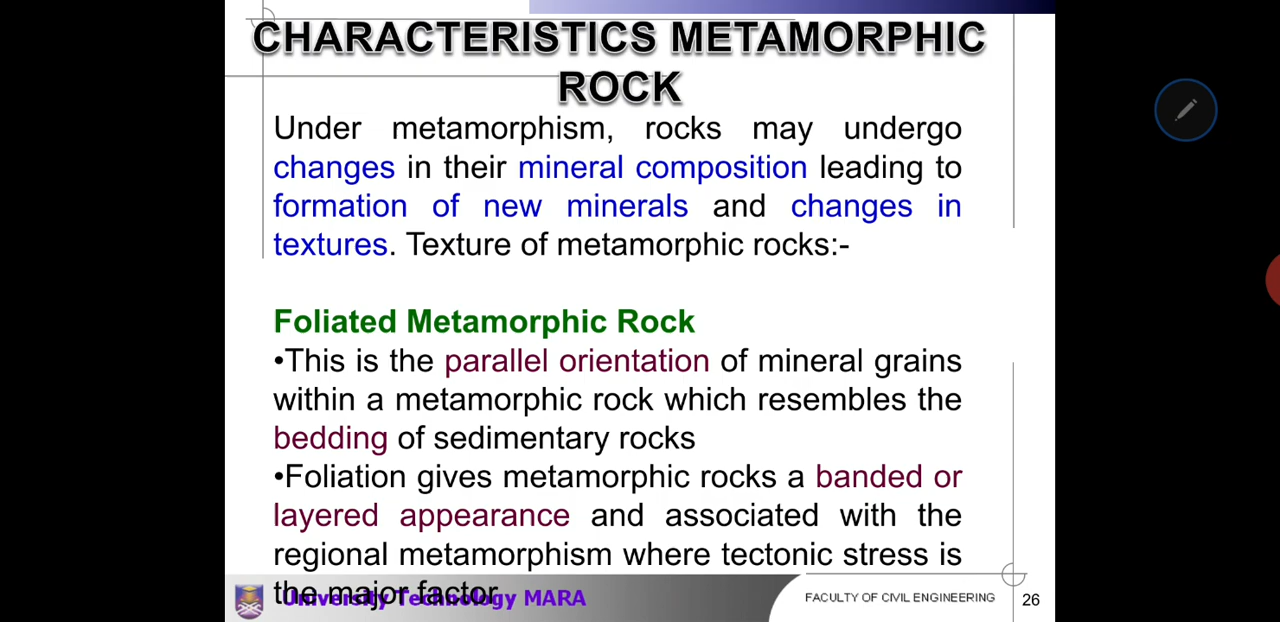 CHARACTERISTICS METAMORPHIC
ROCK
Under metamorphism, rocks may undergo
changes in their mineral composition leading to
formation of new minerals and changes in
textures. Texture of metamorphic rocks:-
Foliated Metamorphic Rock
•This is the parallel orientation of mineral grains
within a metamorphic rock which resembles the
bedding of sedimentary rocks
•Foliation gives metamorphic rocks a banded or
layered appearance and associated with the
regional metamorphism where tectonic stress is
the major factor
University Technology MARA
FACULTY OF CIVIL ENGINEERING
26